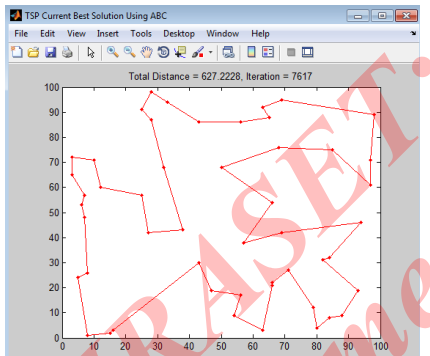 TSP Current Best Solution Using ABC
File Edit View Insert Tools Desktop Window Help
Total Distance = 627.2228, Iteration = 7617
100
90
80
70
60
50
40
30
20
10
0
0 10 20 30 40 50 60 70 80 90 100
RASET:
me